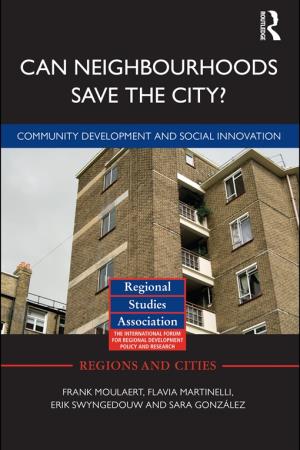 Routledge
CAN NEIGHBOURHOODS
SAVE THE CITY?
COMMUNITY DEVELOPMENT AND SOCIAL INNOVATION
Regional
Studies
Association
THE INTERNATIONAL FORUM
FOR REGIONAL DEVELOPMENT
POLICY AND RESEARCH
REGIONS AND CITIES
FRANK MOULAERT, FLAVIA MARTINELLI,
ERIK SWYNGEDOUW AND SARA GONZÁLEZ